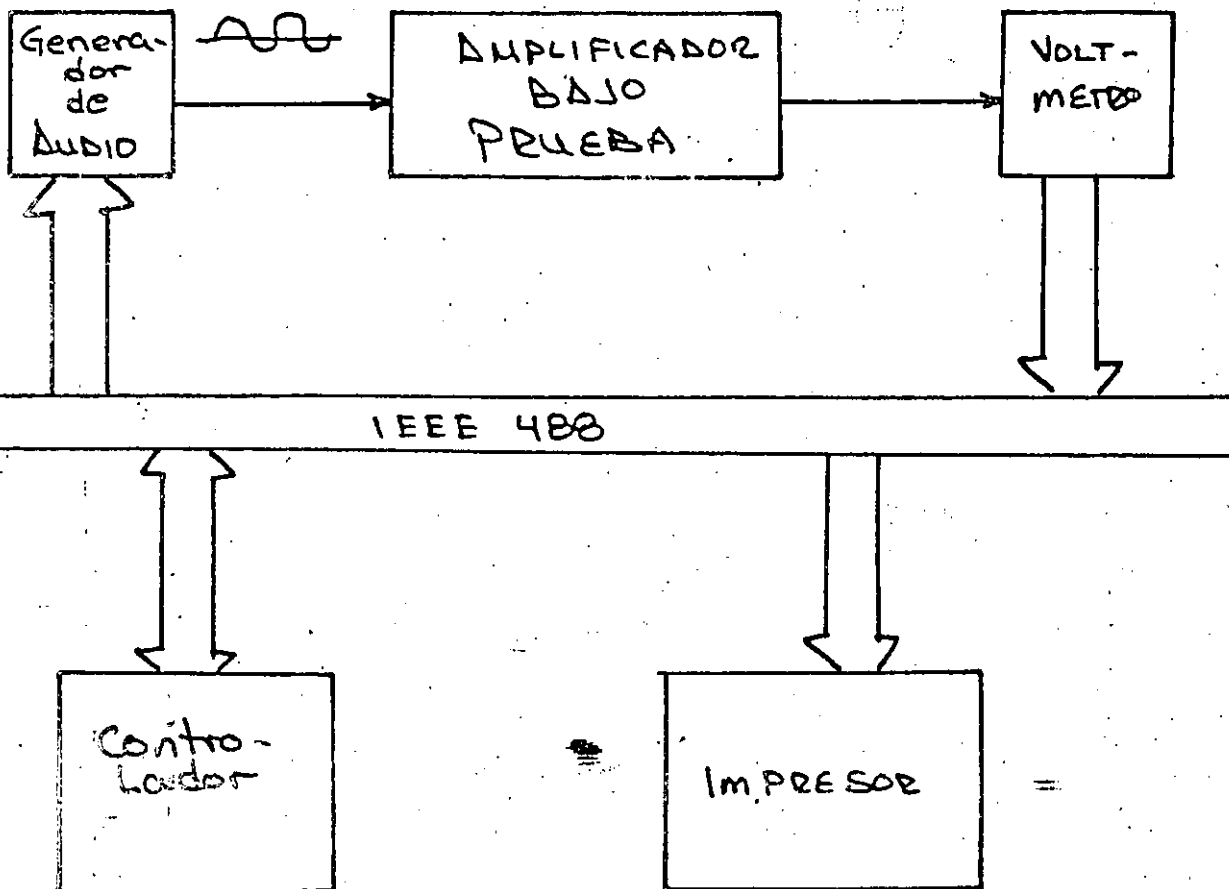 Genera-
dor
de
AUDIO
AMPLIFICADOR
BAJO
PRUEBA
VOLT-
METRO
IEEE 488
Contro-
Lador
IMPRESOR